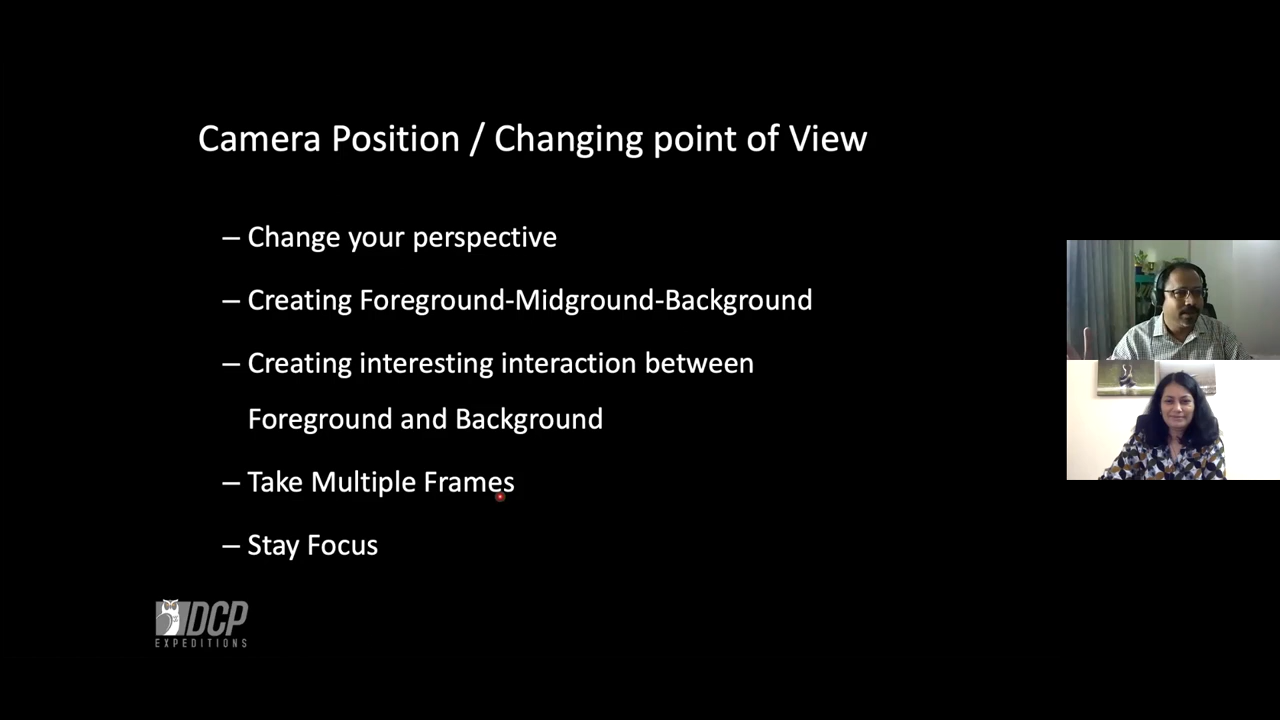 Camera Position / Changing point of View
– Change your perspective
– Creating Foreground-Midground-Background
– Creating interesting interaction between
Foreground and Background
– Take Multiple Frames
– Stay Focus
DCP
EXPEDITIONS